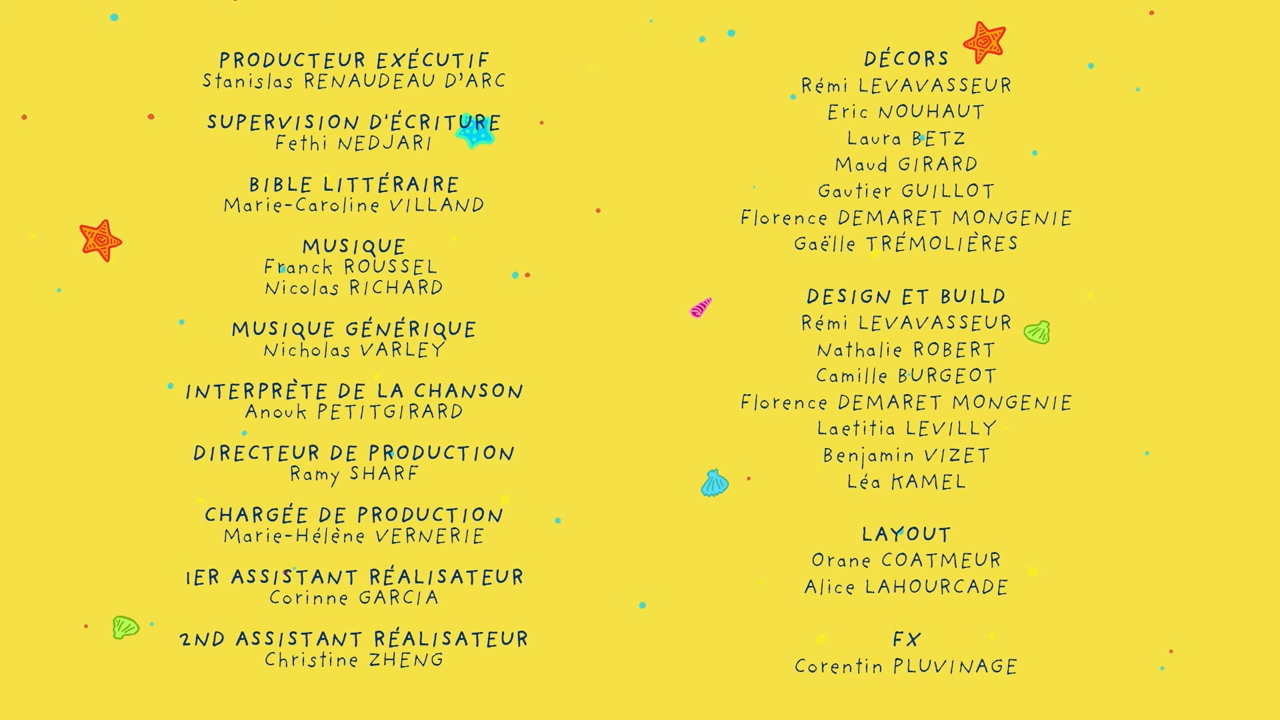 PRODUCTEUR EXÉCUTIF
Stanislas RENAUDEAU D'ARC
SUPERVISION D'ÉCRITURE
Fethi NEDJARI
BIBLE LITTÉRAIRE
Marie-Caroline VILLAND
MUSIQUE
Franck ROUSSEL
Nicolas RICHARD
MUSIQUE GÉNÉRIQUE
Nicholas VARLEY
INTERPRÈTE DE LA CHANSON
Anouk PETITGIRARD
DIRECTEUR DE PRODUCTION
Ramy SHARF
CHARGÉE DE PRODUCTION
Marie-Hélène VERNERIE
1ER ASSISTANT RÉALISATEUR
Corinne GARCIA
2ND ASSISTANT RÉALISATEUR
Christine ZHENG
DÉCORS
Rémi LEVAVASSEUR
Eric NOUHAUT
Laura BETZ
Maud GIRARD
Gautier GUILLOT
Florence DEMARET MONGENIE
Gaëlle TRÉMOLIÈRES
DESIGN ET BUILD
Rémi LEVAVASSEUR
Nathalie ROBERT
Camille BURGEOT
Florence DEMARET MONGENIE
Laetitia LEVILLY
Benjamin VIZET
Léa KAMEL
LAYOUT
Orane COATMEUR
Alice LAHOURCADE
FX
Corentin PLUVINAGE